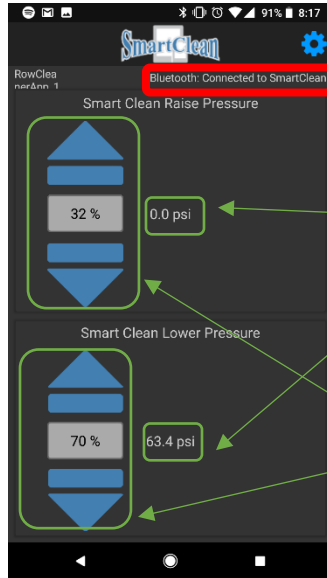 91% 8:17
SmartClean
RowClea
nerApp_1
Bluetooth: Connected to SmartClean
Smart Clean Raise Pressure
32 %
0.0 psi
Smart Clean Lower Pressure
70 %
63.4 psi